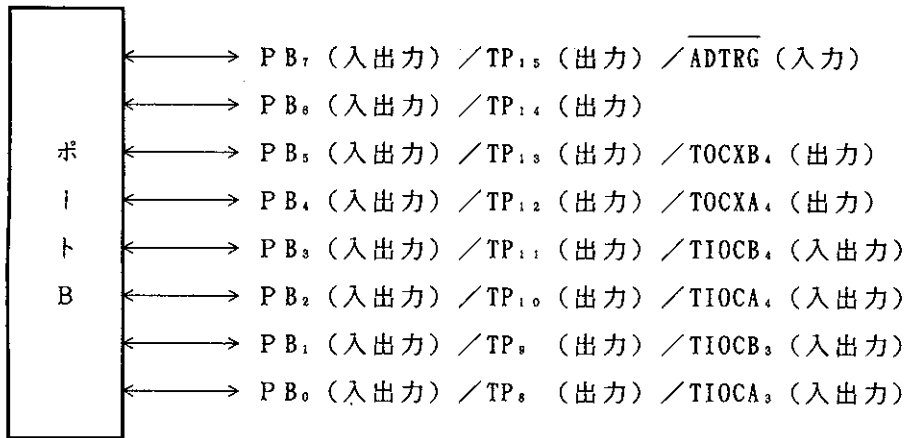 ポートB
PB₇（入出力）／TP₁₅（出力）／A̅D̅T̅R̅G̅（入力）
PB₆（入出力）／TP₁₄（出力）
PB₅（入出力）／TP₁₃（出力）／TOCXB₄（出力）
PB₄（入出力）／TP₁₂（出力）／TOCXA₄（出力）
PB₃（入出力）／TP₁₁（出力）／TIOCB₄（入出力）
PB₂（入出力）／TP₁₀（出力）／TIOCA₄（入出力）
PB₁（入出力）／TP₉（出力）／TIOCB₃（入出力）
PB₀（入出力）／TP₈（出力）／TIOCA₃（入出力）